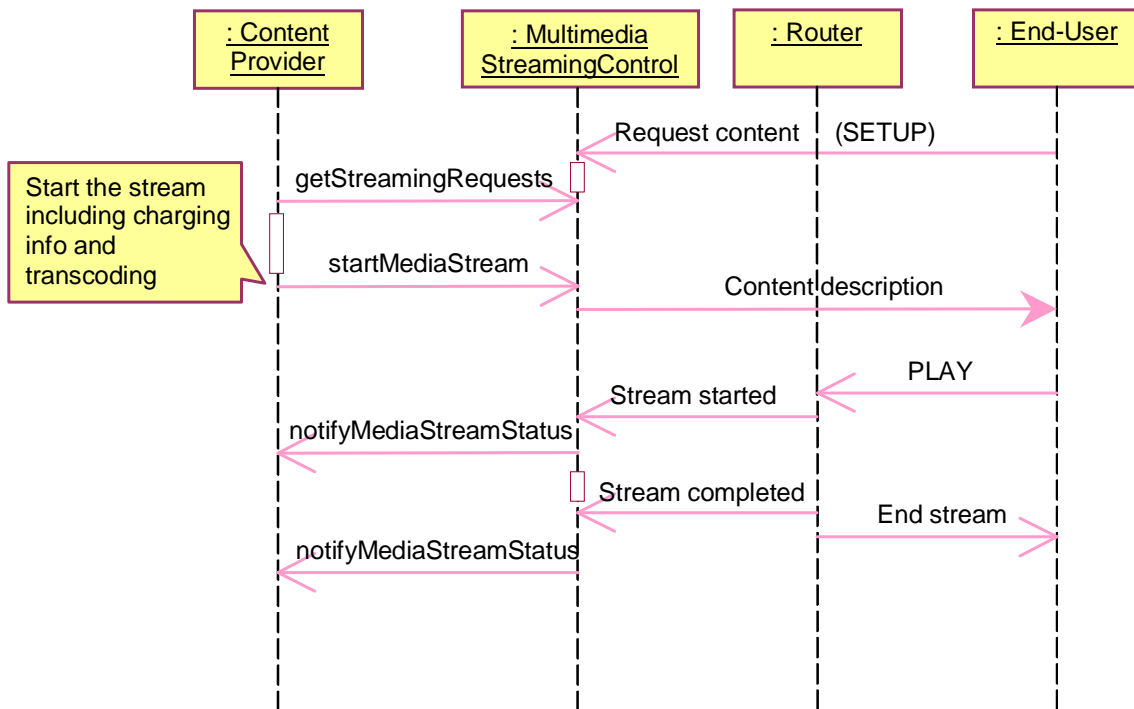 : Content
Provider
: Multimedia
StreamingControl
: Router
: End-User
Request content (SETUP)
getStreamingRequests
Start the stream
including charging
info and
transcoding
startMediaStream
Content description
PLAY
Stream started
notifyMediaStreamStatus
Stream completed
End stream
notifyMediaStreamStatus